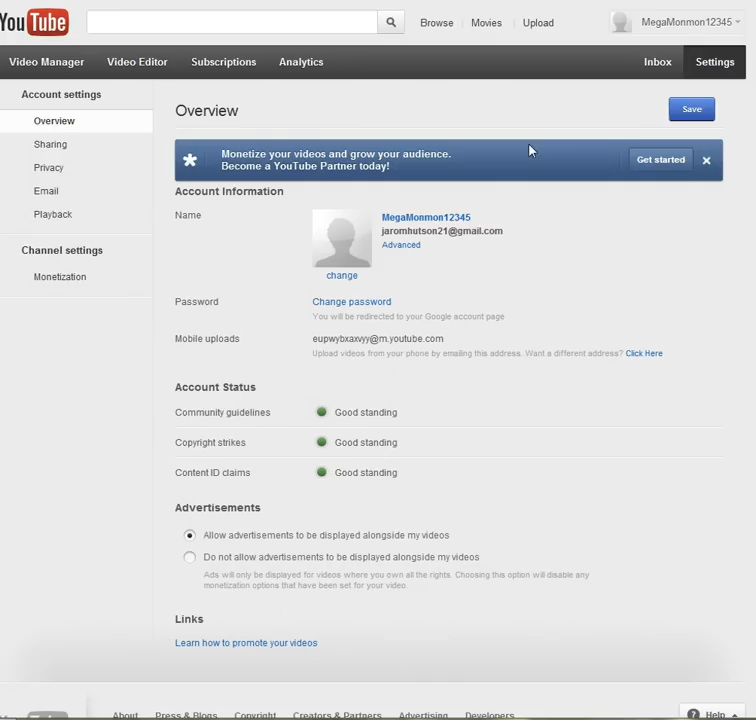 YouTube
Browse Movies Upload MegaMonmon12345
Video Manager Video Editor Subscriptions Analytics Inbox Settings
Account settings
Overview
Sharing
Privacy
Email
Playback
Channel settings
Monetization
Overview
Save
Monetize your videos and grow your audience.
Become a YouTube Partner today!
Get started
Account Information
Name
MegaMonmon12345
jaromhutson21@gmail.com
Advanced
change
Password Change password
You will be redirected to your Google account page
Mobile uploads eupwybxaxvyy@m.youtube.com
Upload videos from your phone by emailing this address. Want a different address? Click Here
Account Status
Community guidelines Good standing
Copyright strikes Good standing
Content ID claims Good standing
Advertisements
Allow advertisements to be displayed alongside my videos
Do not allow advertisements to be displayed alongside my videos
Ads will only be displayed for videos where you own all the rights. Choosing this option will disable any
monetization options that have been set for your video.
Links
Learn how to promote your videos
About Press & Blogs Copyright Creators & Partners Advertising Developers
Help